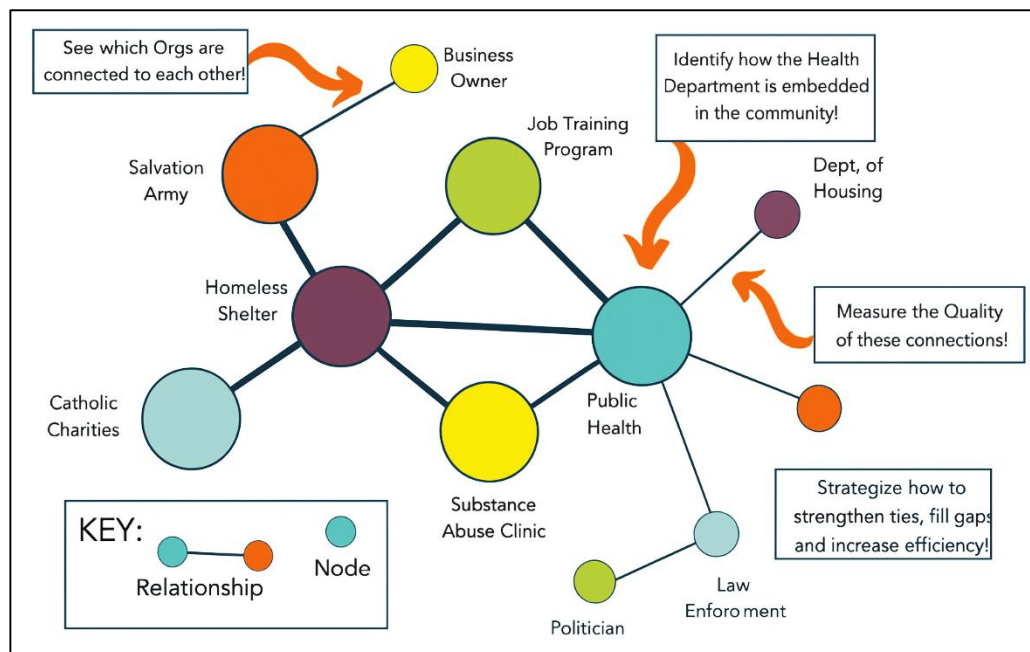 See which Orgs are
connected to each other!
Business
Owner
Identify how the Health
Department is embedded
in the community!
Job Training
Program
Salvation
Army
Dept, of
Housing
Homeless
Shelter
Measure the Quality
of these connections!
Catholic
Charities
Public
Health
Substance
Abuse Clinic
Strategize how to
strengthen ties, fill gaps
and increase efficiency!
KEY:
Relationship
Node
Law
Enforoment
Politician